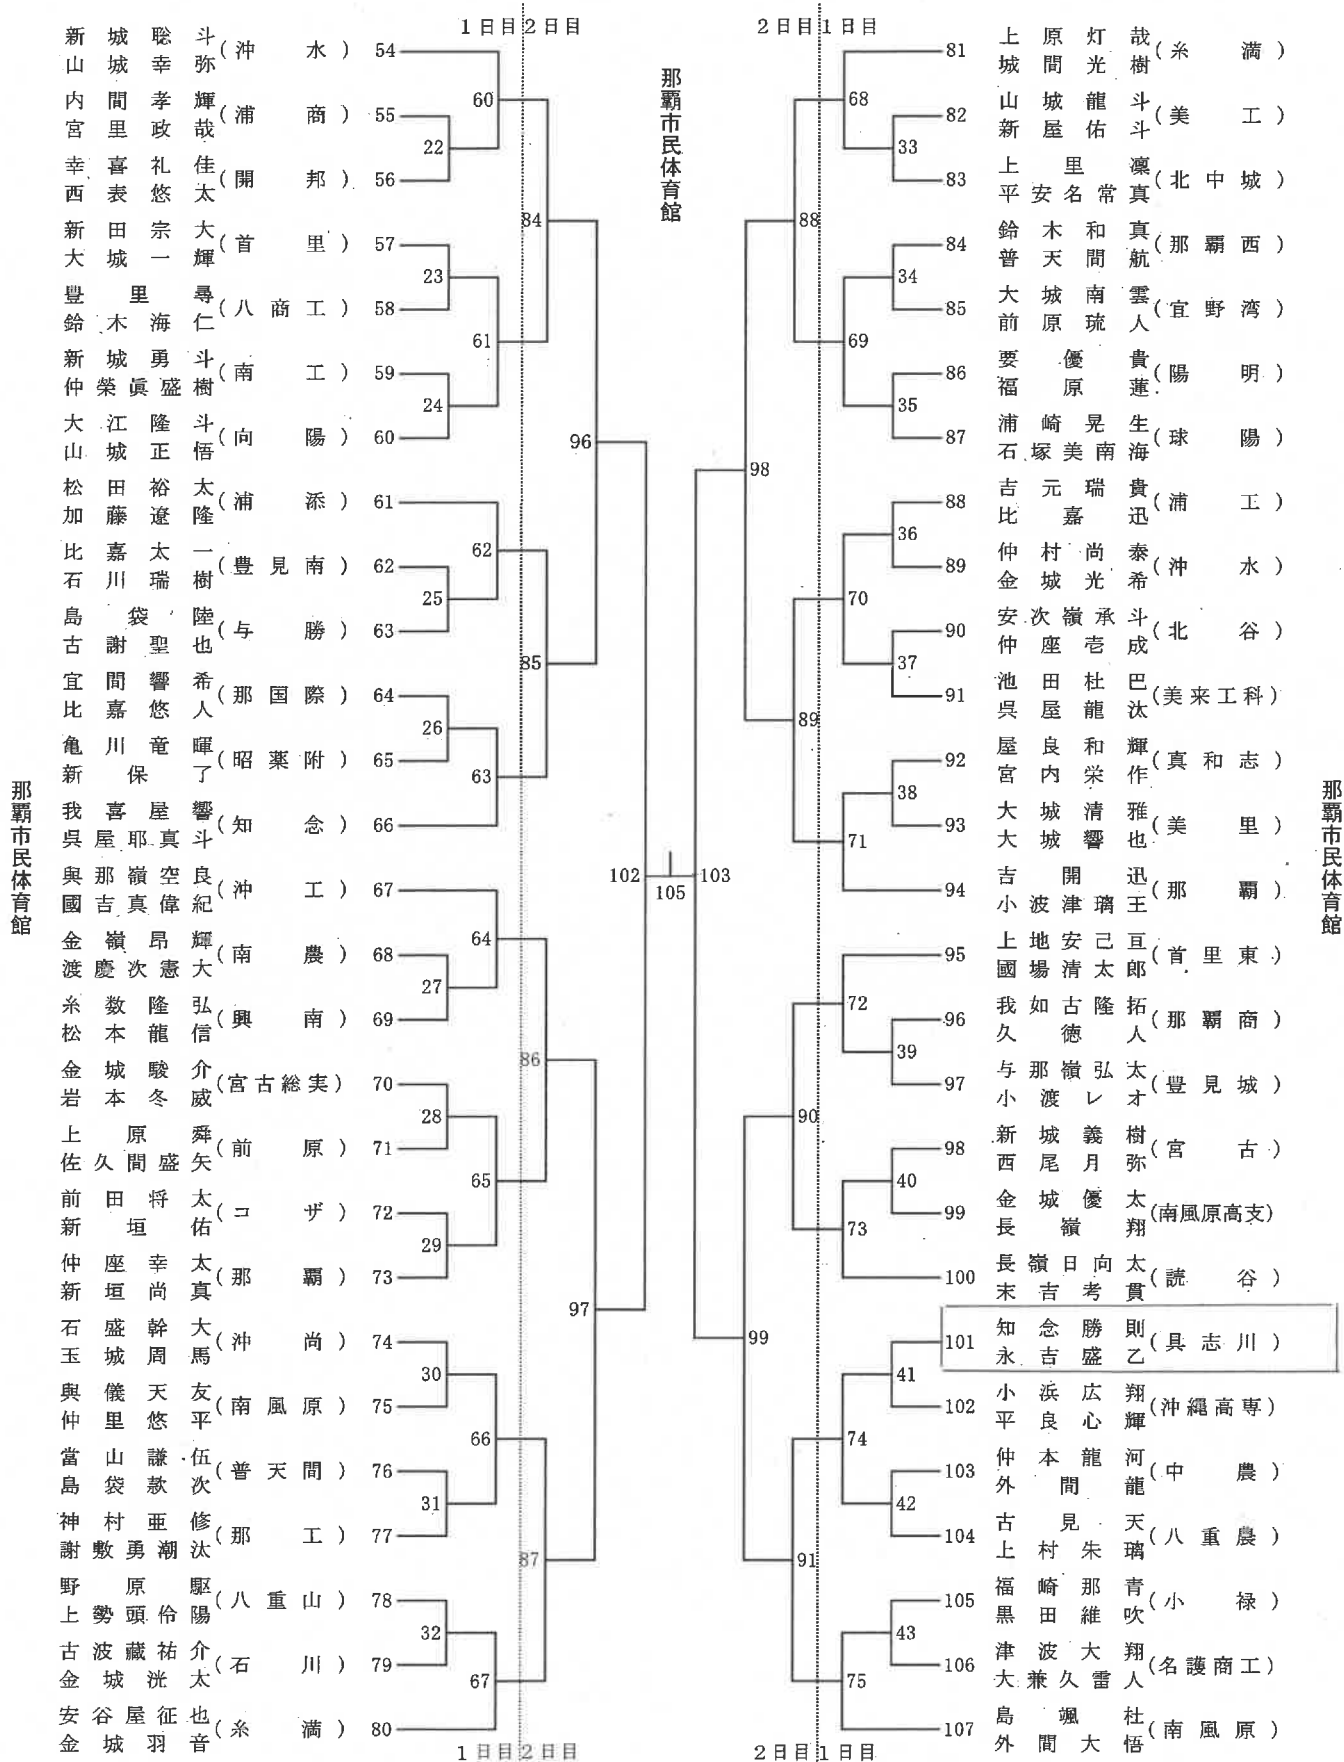 1日目 2日目
新城聡斗
山城幸弥
(沖水) 54
内間孝輝
宮里政哉
(浦商) 55
幸喜礼佳
西表悠太
(開邦) 56
新田宗大
大城一輝
(首里) 57
豊里尋
鈴木海仁
(八商工) 58
新城勇斗
仲榮眞盛樹
(南工) 59
大江隆斗
山城正悟
(向陽) 60
松田裕太
加藤遼隆
(浦添) 61
比嘉太一
石川瑞樹
(豊見南) 62
島袋陸
古謝聖也
(与勝) 63
宜間響希
比嘉悠人
(那国際) 64
亀川竜暉
新保了
(昭薬附) 65
我喜屋響
呉屋耶真斗
(知念) 66
與那嶺空良
國吉真偉紀
(沖工) 67
金嶺昂輝
渡慶次憲大
(南農) 68
糸数隆弘
松本龍信
(興南) 69
金城駿介
岩本冬威
(宮古総実) 70
上原舜
佐久間盛矢
(前原) 71
前田将太
新垣佑
(コザ) 72
仲座幸太
新垣尚真
(那覇) 73
石盛幹大
玉城周馬
(沖尚) 74
與儀天友
仲里悠平
(南風原) 75
當山謙伍
島袋款次
(普天間) 76
神村亜修
謝敷勇潮汰
(那工) 77
野原駆
上勢頭伶陽
(八重山) 78
古波藏祐介
金城洸太
(石川) 79
安谷屋征也
金城羽音
(糸満) 80
1日目 2日目
那覇市民体育館
60
22
84
23
61
24
96
62
25
85
26
63
102
64
27
86
28
65
29
97
30
66
31
87
32
67
那覇市民体育館
105
2日目 1日目
68
33
88
34
69
35
98
36
70
37
89
38
71
103
72
39
90
40
73
99
41
74
42
91
43
75
81 上原灯哉
城間光樹
(糸満)
82 山城龍斗
新屋佑斗
(美工)
83 上里凜
平安名常真
(北中城)
84 鈴木和真
普天間航
(那覇西)
85 大城南雲
前原琉人
(宜野湾)
86 要優貴
福原蓮
(陽明)
87 浦崎晃生
石塚美南海
(球陽)
88 吉元瑞貴
比嘉迅
(浦工)
89 仲村尚泰
金城光希
(沖水)
90 安次嶺承斗
仲座壱成
(北谷)
91 池田杜巴
呉屋龍汰
(美来工科)
92 屋良和輝
宮内栄作
(真和志)
93 大城清雅
大城響也
(美里)
94 吉開迅
小波津璃王
(那覇)
95 上地安己亘
國場清太郎
(首里東)
96 我如古隆拓
久徳人
(那覇商)
97 与那嶺弘太
小渡レオ
(豊見城)
98 新城義樹
西尾月弥
(宮古)
99 金城優太
長嶺翔
(南風原高支)
100 長嶺日向太
末吉考貫
(読谷)
101 知念勝則
永吉盛乙
(具志川)
102 小浜広翔
平良心輝
(沖縄高専)
103 仲本龍河
外間龍
(中農)
104 古見天
上村朱璃
(八重農)
105 福崎那青
黒田維吹
(小禄)
106 津波大翔
大兼久雷人
(名護商工)
107 島颯杜
外間大悟
(南風原)
2日目 1日目
那覇市民体育館